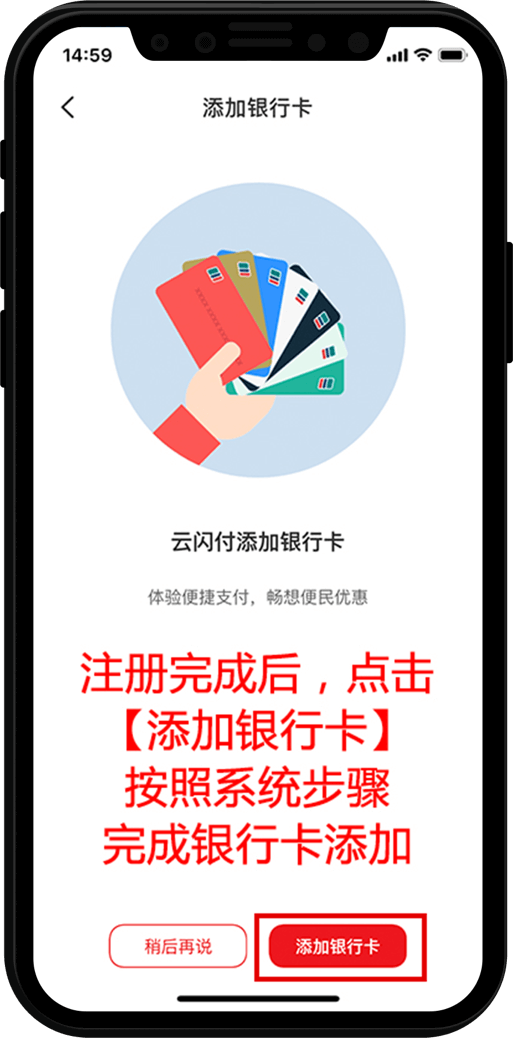 14:59
添加银行卡
云闪付添加银行卡
体验便捷支付，畅想便民优惠
注册完成后，点击
【添加银行卡】
按照系统步骤
完成银行卡添加
稍后再说
添加银行卡